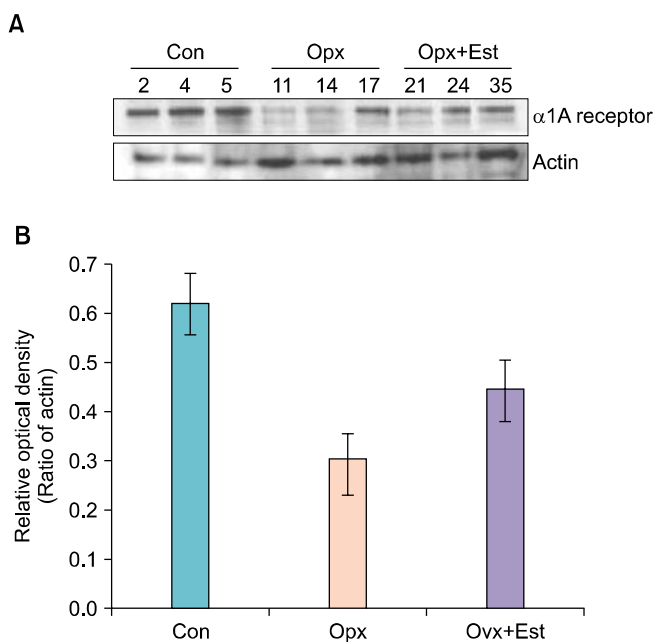 A
Con Opx Opx+Est
2 4 5 11 14 17 21 24 35
α1A receptor
Actin
B
Relative optical density
(Ratio of actin)
0.7
0.6
0.5
0.4
0.3
0.2
0.1
0.0
Con Opx Ovx+Est